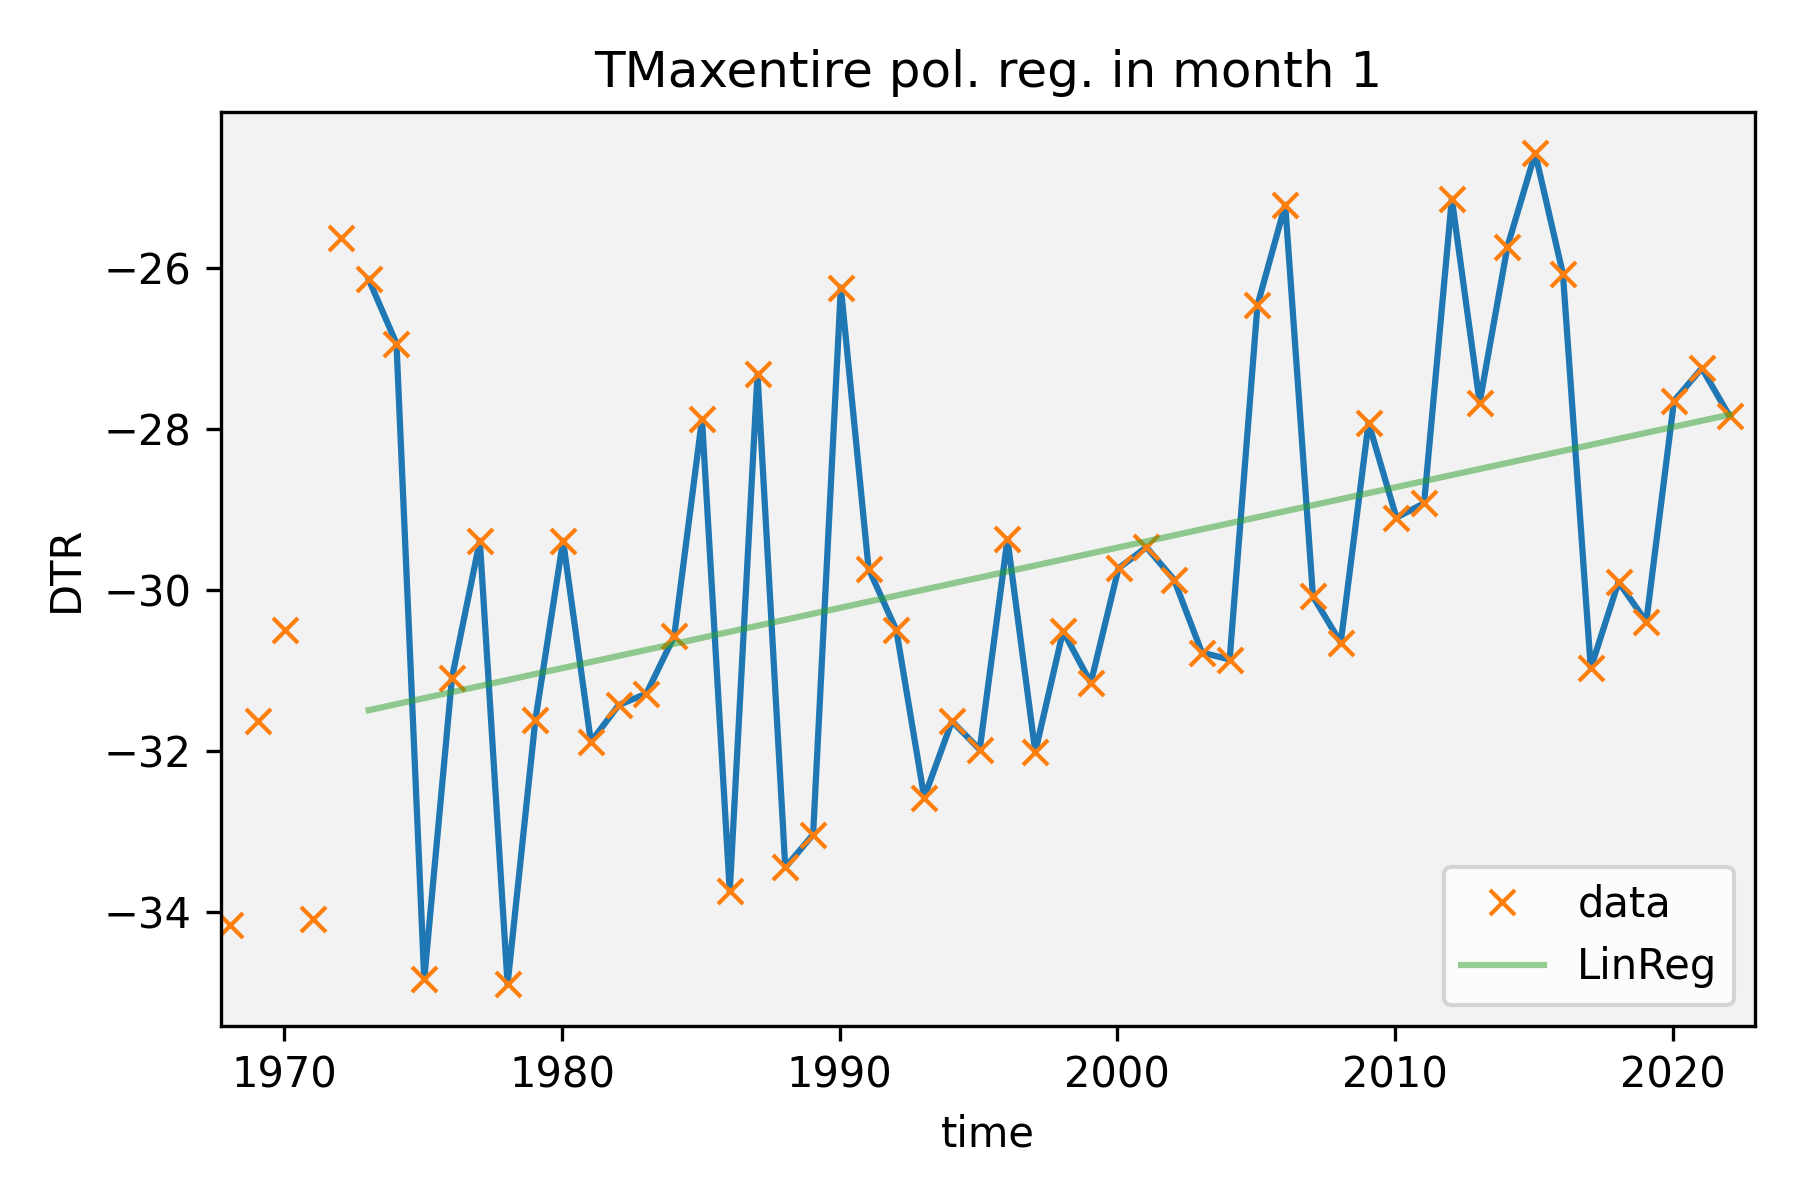 TMaxentire pol. reg. in month 1
DTR
−26
−28
−30
−32
−34
data
LinReg
1970 1980 1990 2000 2010 2020
time